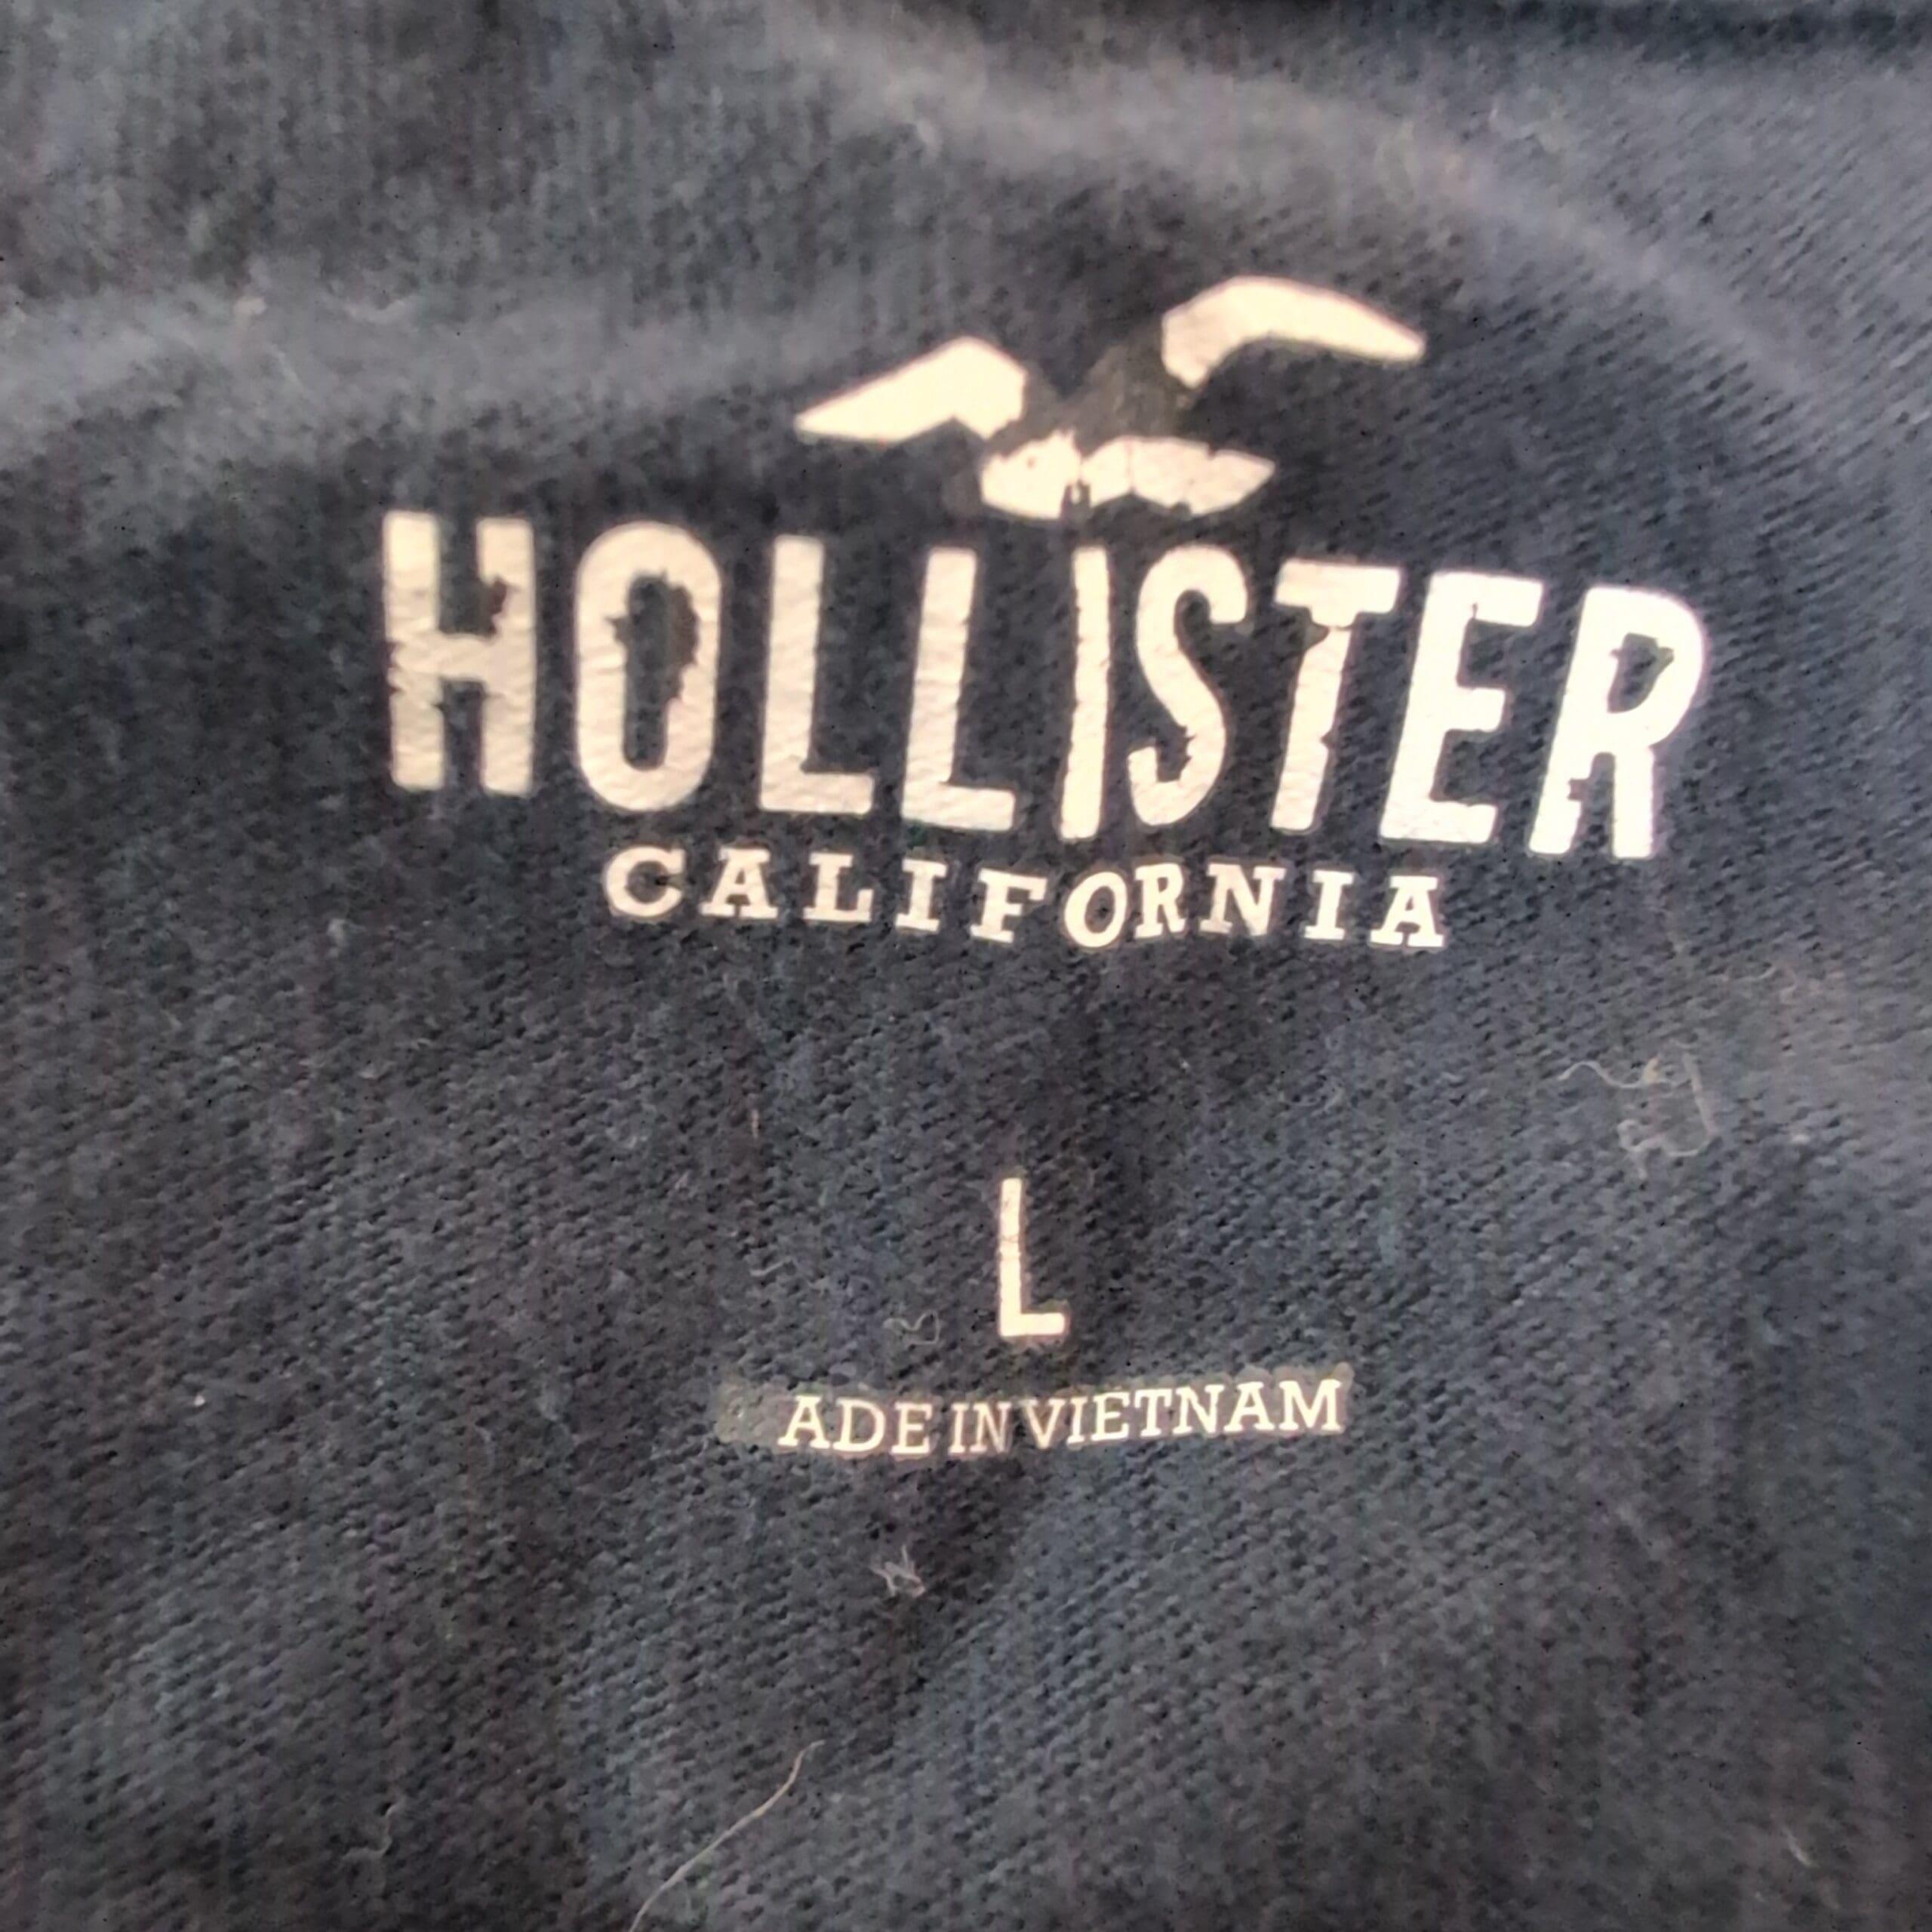 HOLLISTER
CALIFORNIA
L
ADE IN VIETNAM